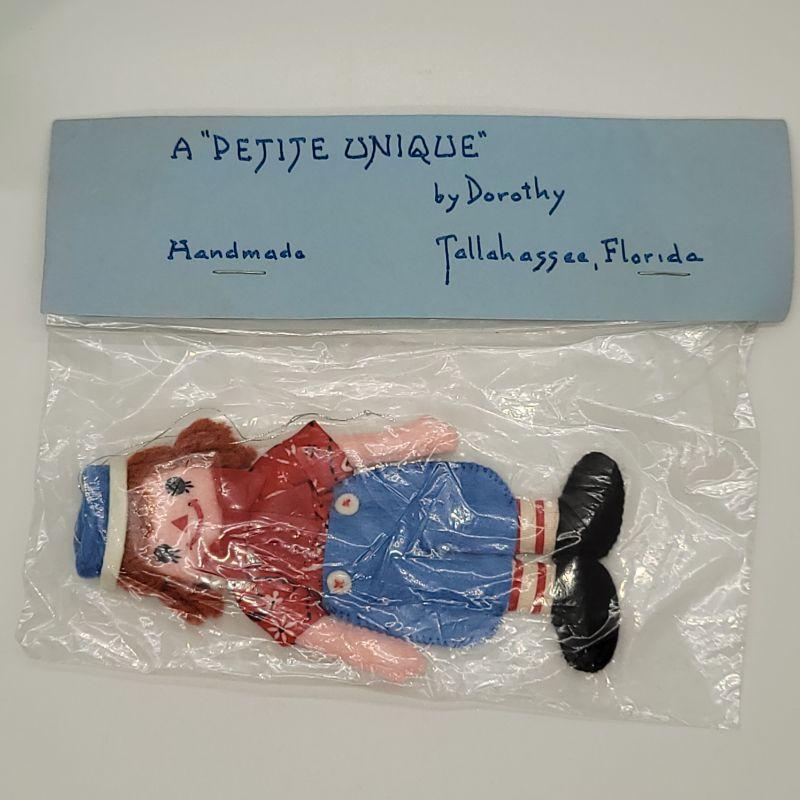 A "PETITE UNIQUE"
by Dorothy
Handmade
Tallahassee, Florida